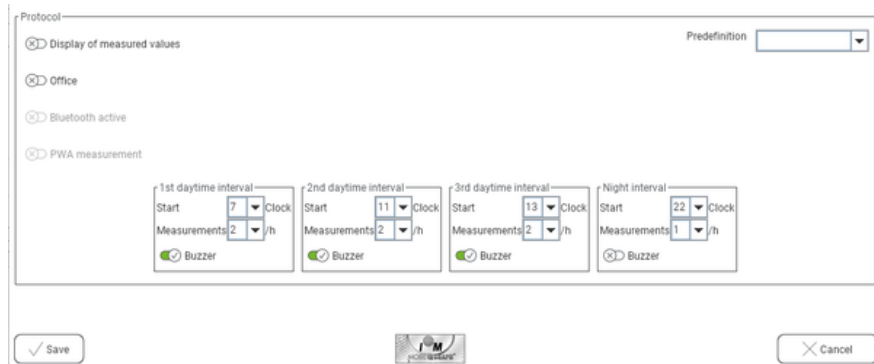 Protocol
Display of measured values
Predefinition
Office
Bluetooth active
PWA measurement
1st daytime interval
Start 7 Clock
Measurements 2 /h
Buzzer
2nd daytime interval
Start 11 Clock
Measurements 2 /h
Buzzer
3rd daytime interval
Start 13 Clock
Measurements 2 /h
Buzzer
Night interval
Start 22 Clock
Measurements 1 /h
Buzzer
Save
Cancel